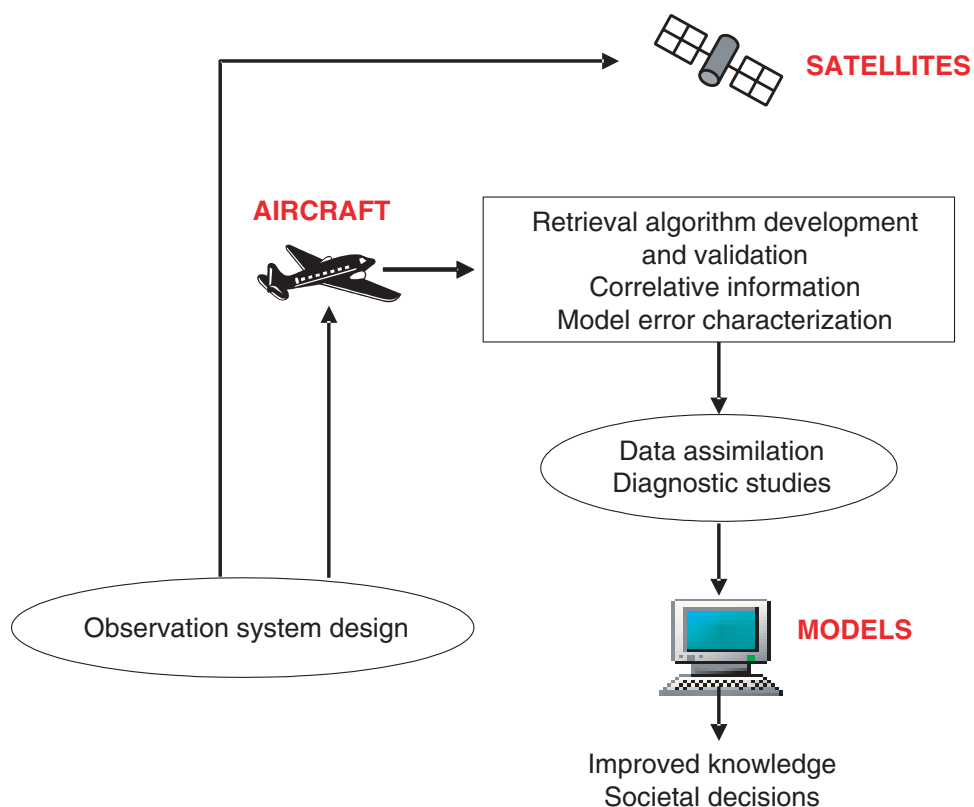 SATELLITES
AIRCRAFT
Retrieval algorithm development
and validation
Correlative information
Model error characterization
Data assimilation
Diagnostic studies
Observation system design
MODELS
Improved knowledge
Societal decisions